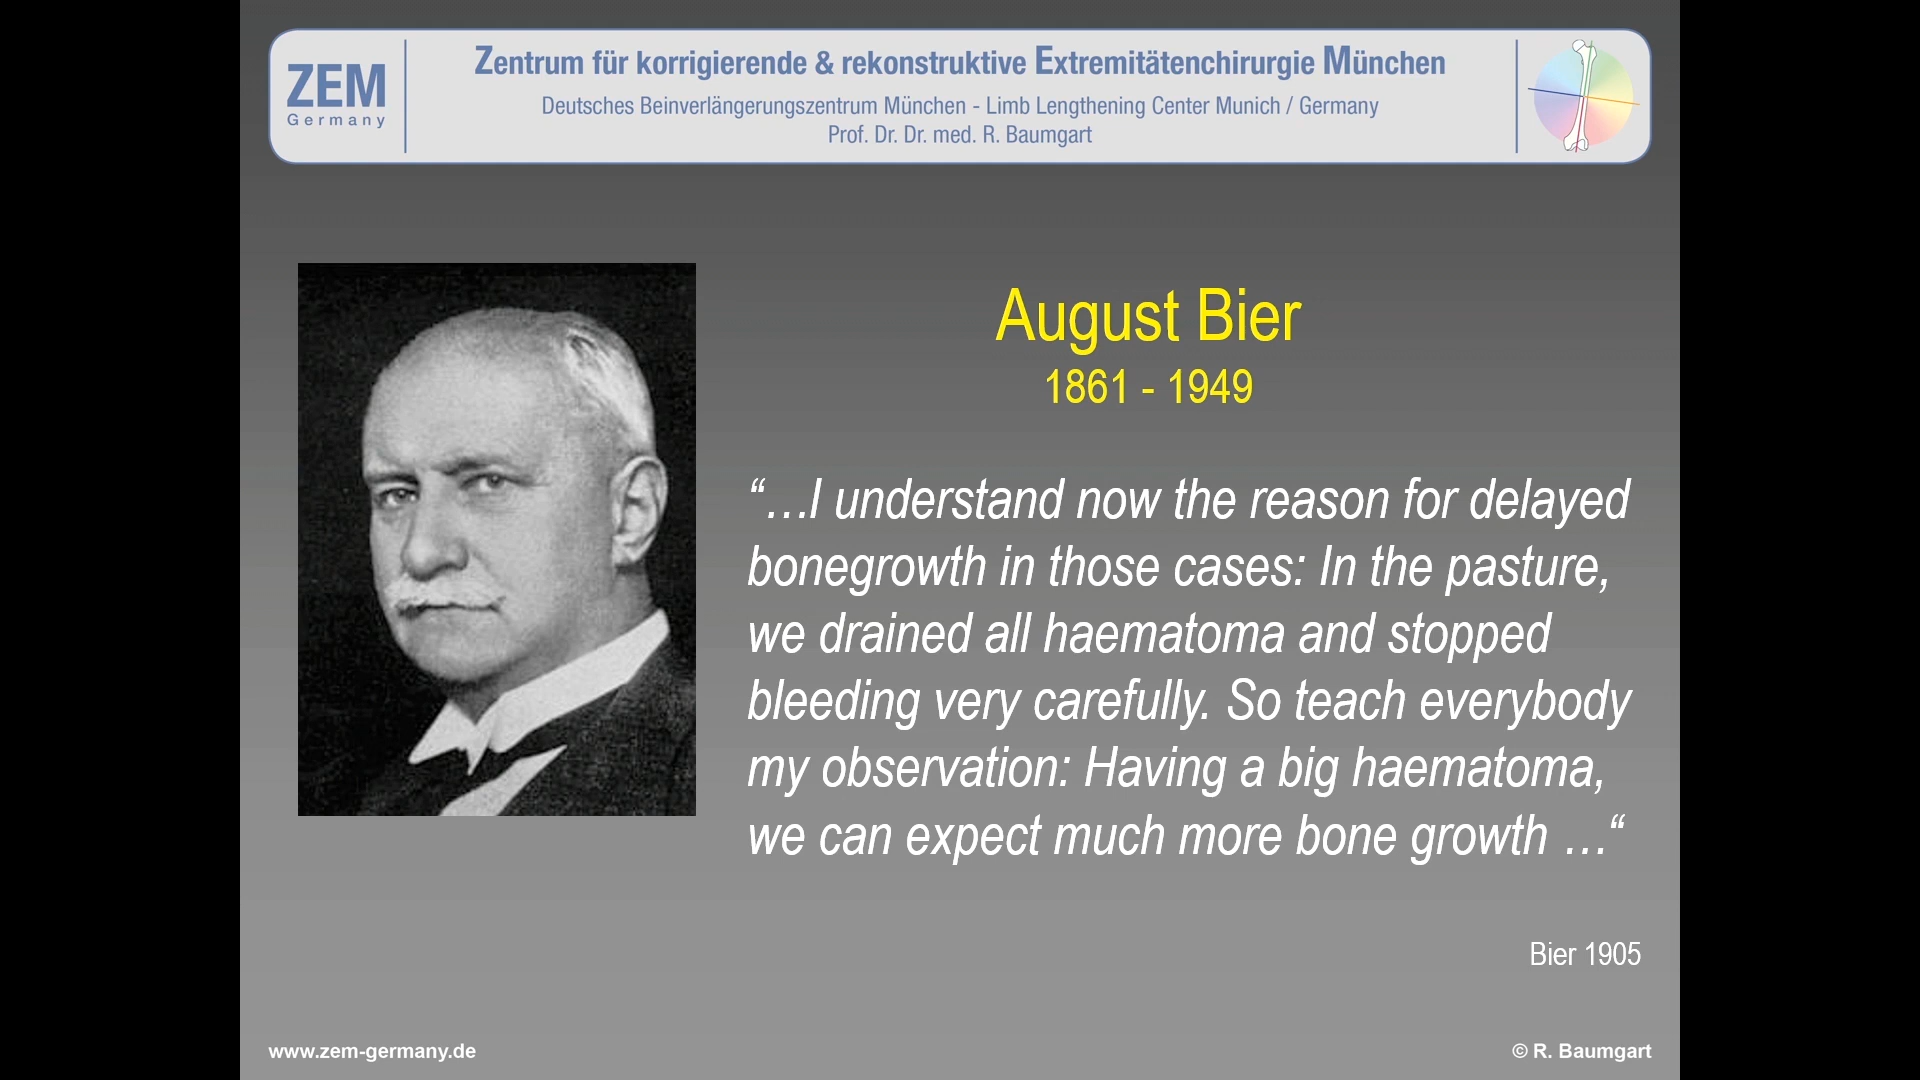 ZEM
Germany
Zentrum für korrigierende & rekonstruktive Extremitätenchirurgie München
Deutsches Beinverlängerungszentrum München - Limb Lengthening Center Munich / Germany
Prof. Dr. Dr. med. R. Baumgart
August Bier
1861 - 1949
“…I understand now the reason for delayed
bonegrowth in those cases: In the pasture,
we drained all haematoma and stopped
bleeding very carefully. So teach everybody
my observation: Having a big haematoma,
we can expect much more bone growth …“
Bier 1905
www.zem-germany.de
© R. Baumgart